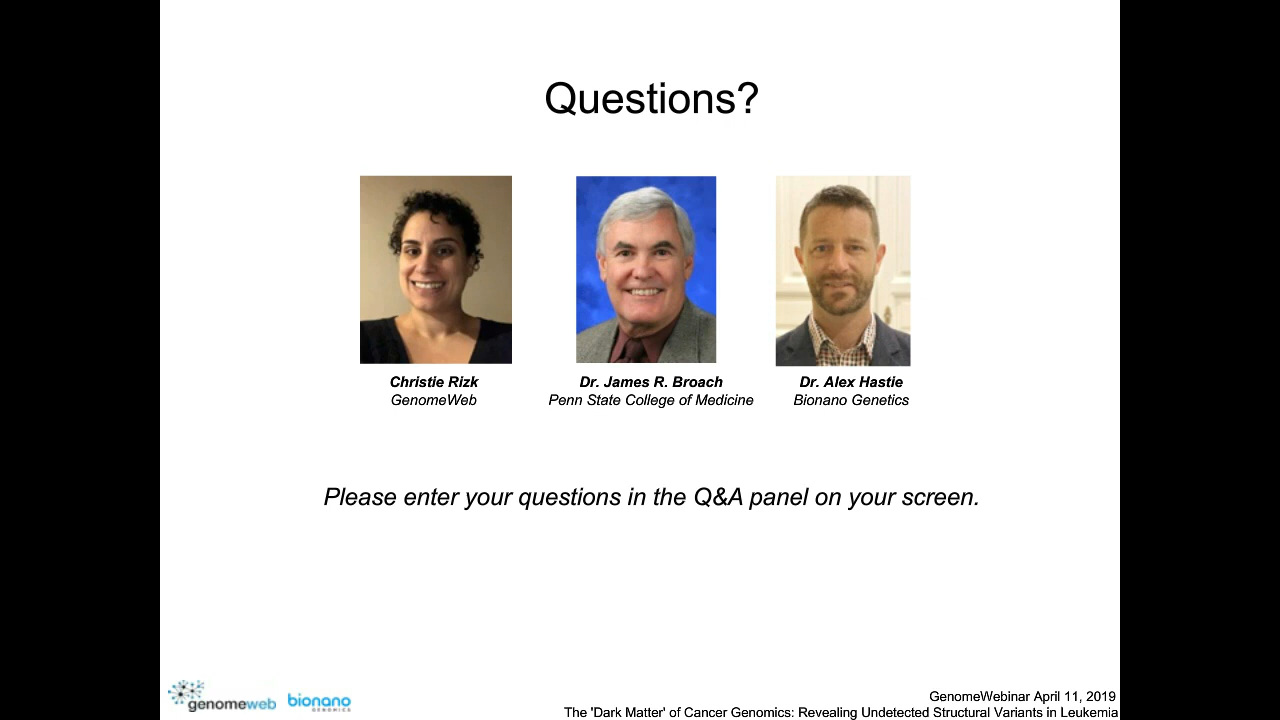 Questions?
Christie Rizk
GenomeWeb
Dr. James R. Broach
Penn State College of Medicine
Dr. Alex Hastie
Bionano Genetics
Please enter your questions in the Q&A panel on your screen.
genomeweb
bionano
GENOMICS
GenomeWebinar April 11, 2019
The 'Dark Matter' of Cancer Genomics: Revealing Undetected Structural Variants in Leukemia